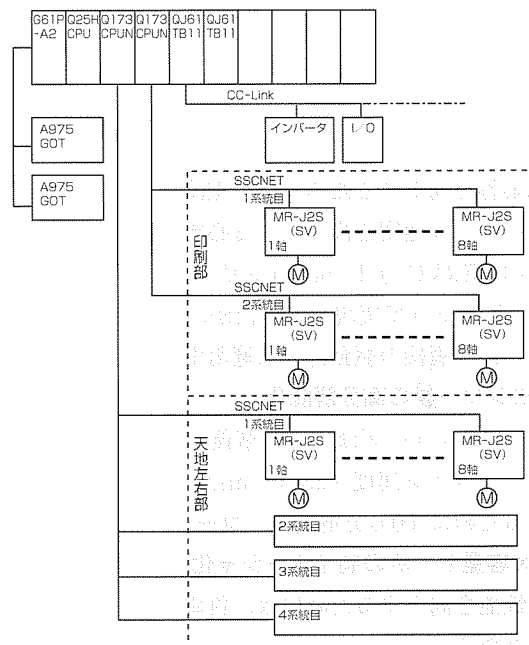 G61P
-A2
Q25H
CPU
Q173
CPUN
Q173
CPUN
QJ61
TB11
QJ61
TB11
CC-Link
A975
GOT
A975
GOT
インバータ
I/O
印刷部
SSCNET
1系統目
MR-J2S
(SV)
1軸
M
MR-J2S
(SV)
8軸
M
SSCNET
2系統目
MR-J2S
(SV)
1軸
M
MR-J2S
(SV)
8軸
M
天地左右部
SSCNET
1系統目
MR-J2S
(SV)
1軸
M
MR-J2S
(SV)
8軸
M
2系統目
3系統目
4系統目